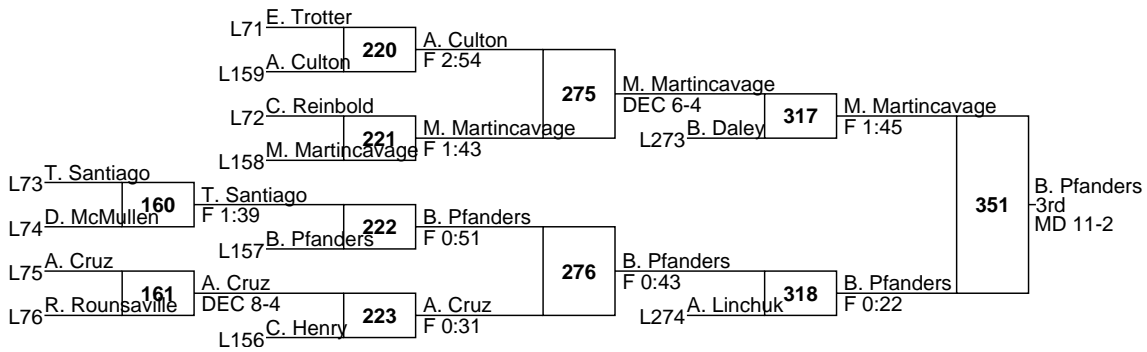 E. Trotter
L71
220
A. Culton
F 2:54
A. Culton
L159
275
M. Martincavage
DEC 6-4
C. Reinbold
L72
221
M. Martincavage
F 1:43
M. Martincavage
L158
317
B. Daley
L273
M. Martincavage
F 1:45
T. Santiago
L73
160
T. Santiago
F 1:39
D. McMullen
L74
222
B. Pfanders
L157
B. Pfanders
F 0:51
351
B. Pfanders
3rd
MD 11-2
A. Cruz
L75
161
A. Cruz
DEC 8-4
R. Rounsaville
L76
276
B. Pfanders
F 0:43
223
A. Cruz
F 0:31
C. Henry
L156
318
A. Linchuk
L274
B. Pfanders
F 0:22